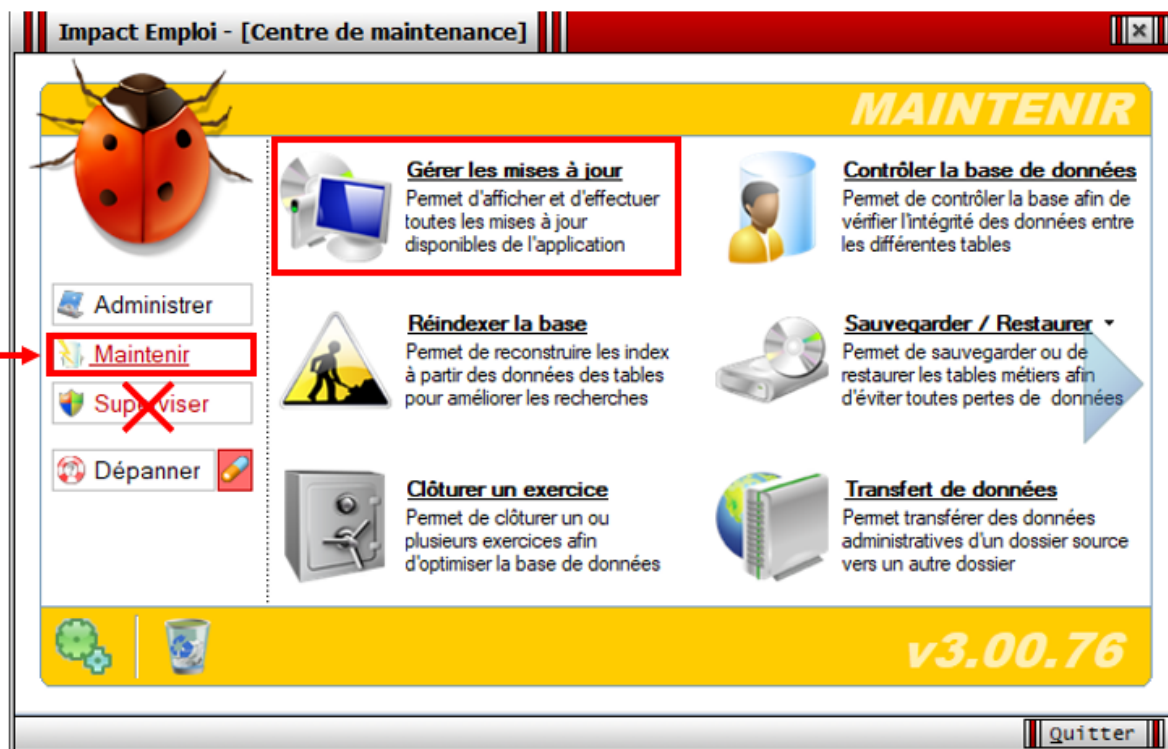 Impact Emploi - [Centre de maintenance]
MAINTENIR
Gérer les mises à jour
Permet d'afficher et d'effectuer
toutes les mises à jour
disponibles de l'application
Contrôler la base de données
Permet de contrôler la base afin de
vérifier l'intégrité des données entre
les différentes tables
Administrer
Maintenir
Superviser
Dépanner
Réindexer la base
Permet de reconstruire les index
à partir des données des tables
pour améliorer les recherches
Sauvegarder / Restaurer
Permet de sauvegarder ou de
restaurer les tables métiers afin
d'éviter toutes pertes de données
Clôturer un exercice
Permet de clôturer un ou
plusieurs exercices afin
d'optimiser la base de données
Transfert de données
Permet transférer des données
administratives d'un dossier source
vers un autre dossier
v3.00.76
Quitter